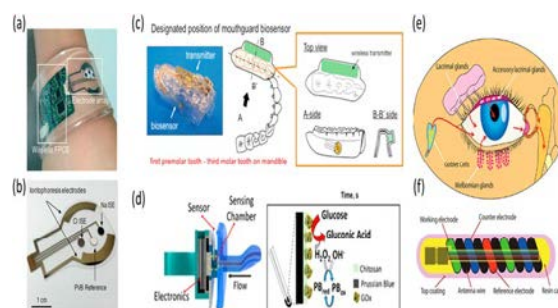 (a)
Electrode array
Wireless FPCB
(b)
Iontophoresis electrodes
Na ISE
Cl ISE
PVB Reference
1 cm
(c)
Designated position of mouthguard biosensor
transmitter
biosensor
B
B'
A
first premolar tooth - third molar tooth on mandible
Top view
wireless transmitter
A-side
B-B' side
(d)
Sensor
Sensing
Chamber
Flow
Electronics
Time, s
Glucose
Gluconic Acid
H2O2
OH-
PBred
PBox
Chitosan
Prussian Blue
GOx
(e)
Lacrimal glands
Accessory lacrimal glands
Meibomian glands
(f)
Working electrode
Counter electrode
Top coating
Antenna wire
Reference electrode